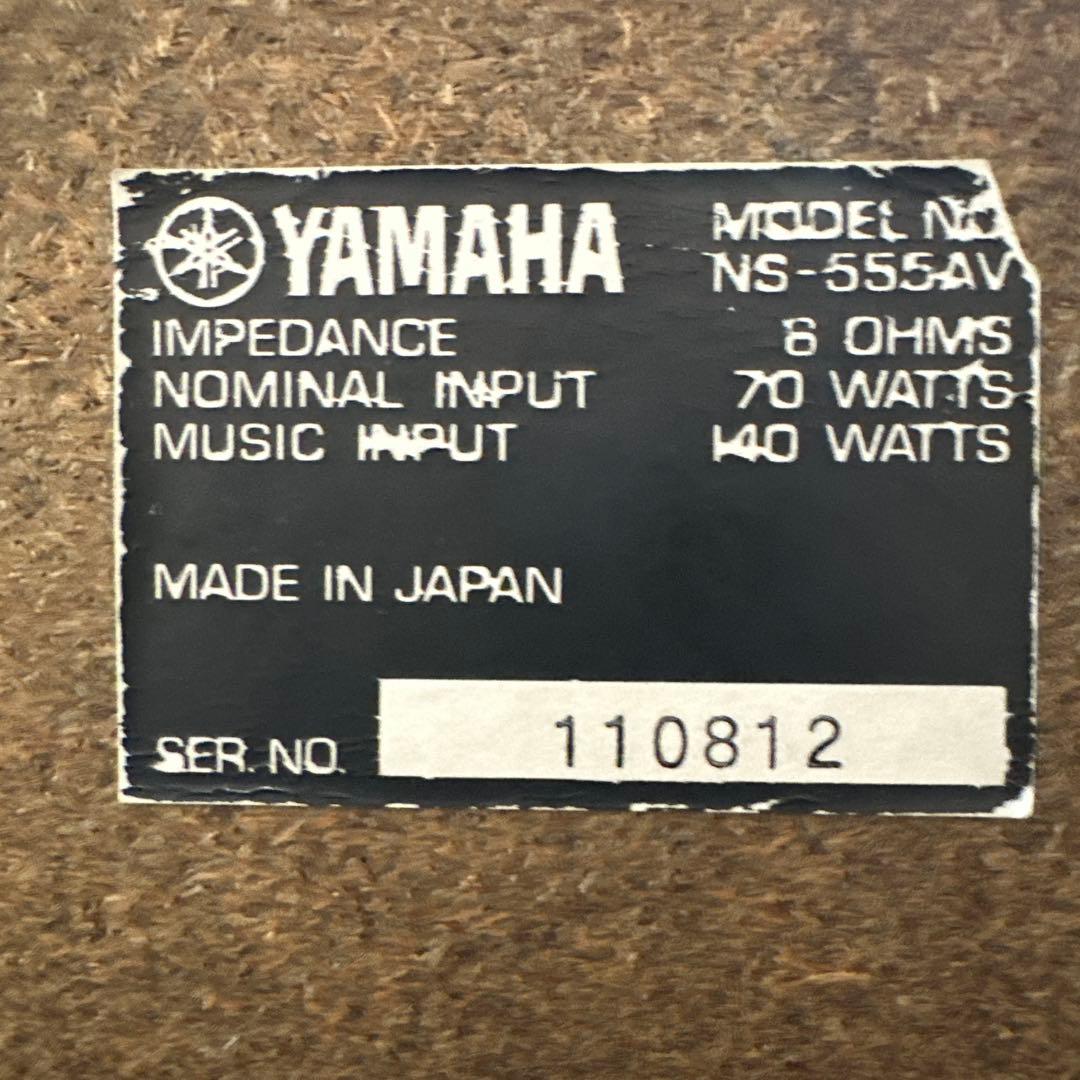 YAMAHA
MODEL NO.
NS-555AV
IMPEDANCE 6 OHMS
NOMINAL INPUT 70 WATTS
MUSIC INPUT 140 WATTS
MADE IN JAPAN
SER. NO. 110812